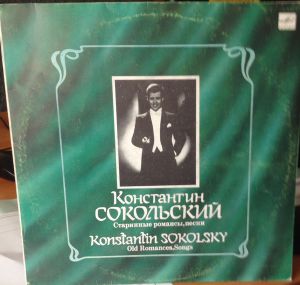 Константин
СОКОЛЬСКИЙ
Старинные романсы, песни
Konstantin SOKOLSKY
Old Romances, Songs